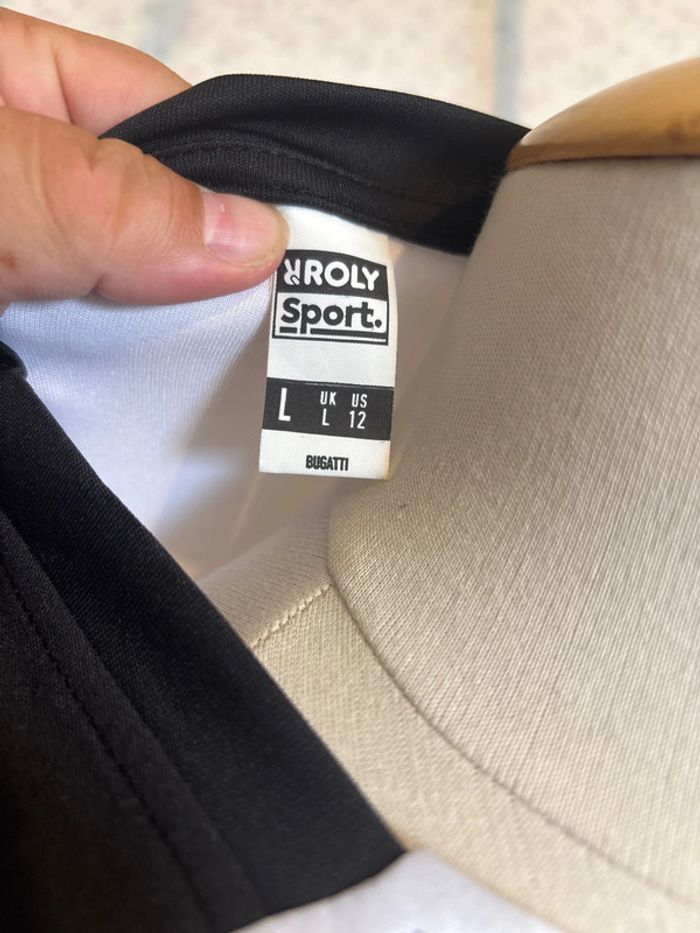 ROLY
Sport.
L UK US
L 12
BUGATTI